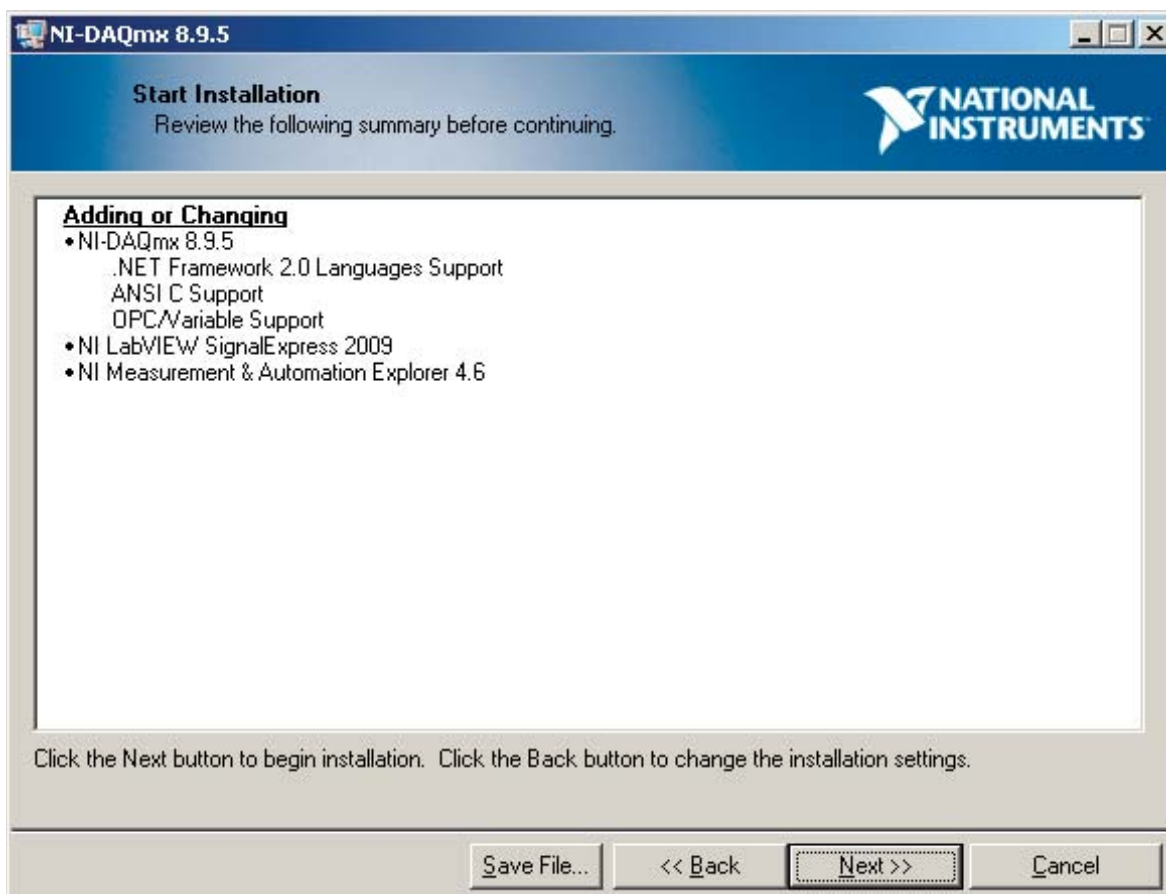 NI-DAQmx 8.9.5
Start Installation
Review the following summary before continuing.
NATIONAL
INSTRUMENTS
Adding or Changing
• NI-DAQmx 8.9.5
.NET Framework 2.0 Languages Support
ANSI C Support
OPC/Variable Support
• NI LabVIEW SignalExpress 2009
• NI Measurement & Automation Explorer 4.6
Click the Next button to begin installation.  Click the Back button to change the installation settings.
Save File...
<< Back
Next >>
Cancel